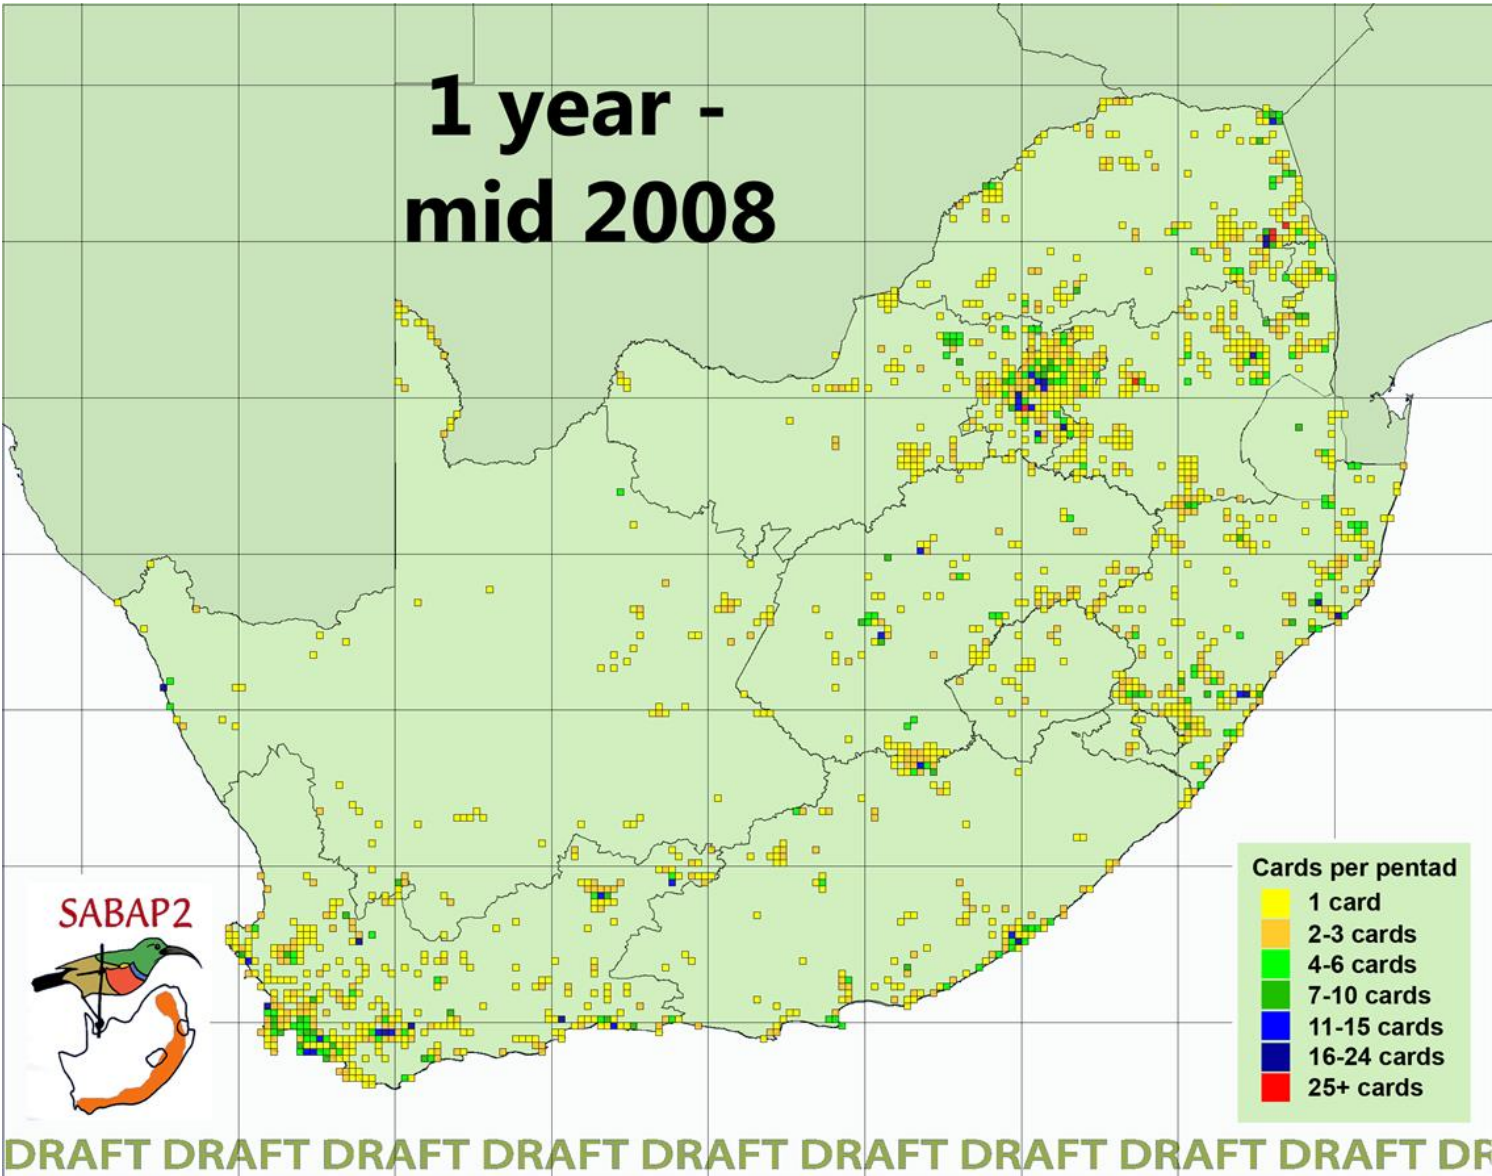 1 year -
mid 2008
Cards per pentad
1 card
2-3 cards
4-6 cards
7-10 cards
11-15 cards
16-24 cards
25+ cards
SABAP2
DRAFT DRAFT DRAFT DRAFT DRAFT DRAFT DRAFT DRAFT DRAFT DR